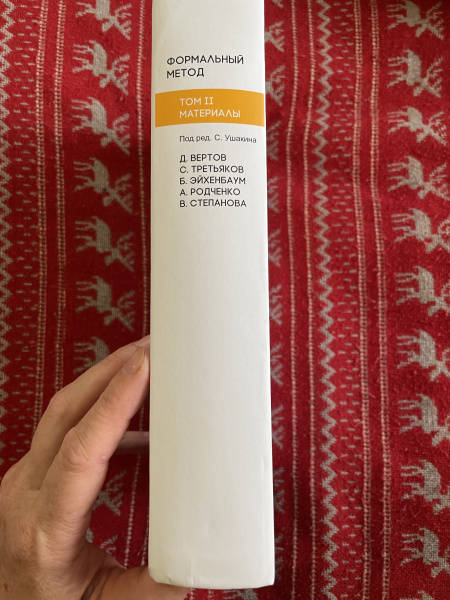 ФОРМАЛЬНЫЙ
МЕТОД
ТОМ II
МАТЕРИАЛЫ
Под ред. С. Ушакина
Д. ВЕРТОВ
С. ТРЕТЬЯКОВ
Б. ЭЙХЕНБАУМ
А. РОДЧЕНКО
В. СТЕПАНОВА